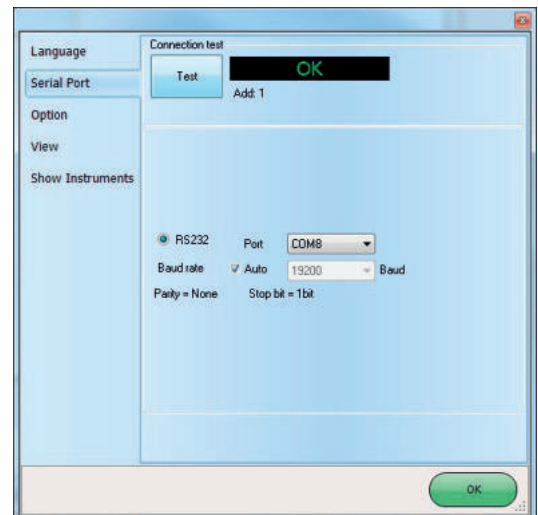 Language
Serial Port
Option
View
Show Instruments
Connection test
Test
OK
Add: 1
RS232 Port COM8
Baud rate Auto 19200 Baud
Parity = None Stop bit = 1bit
OK